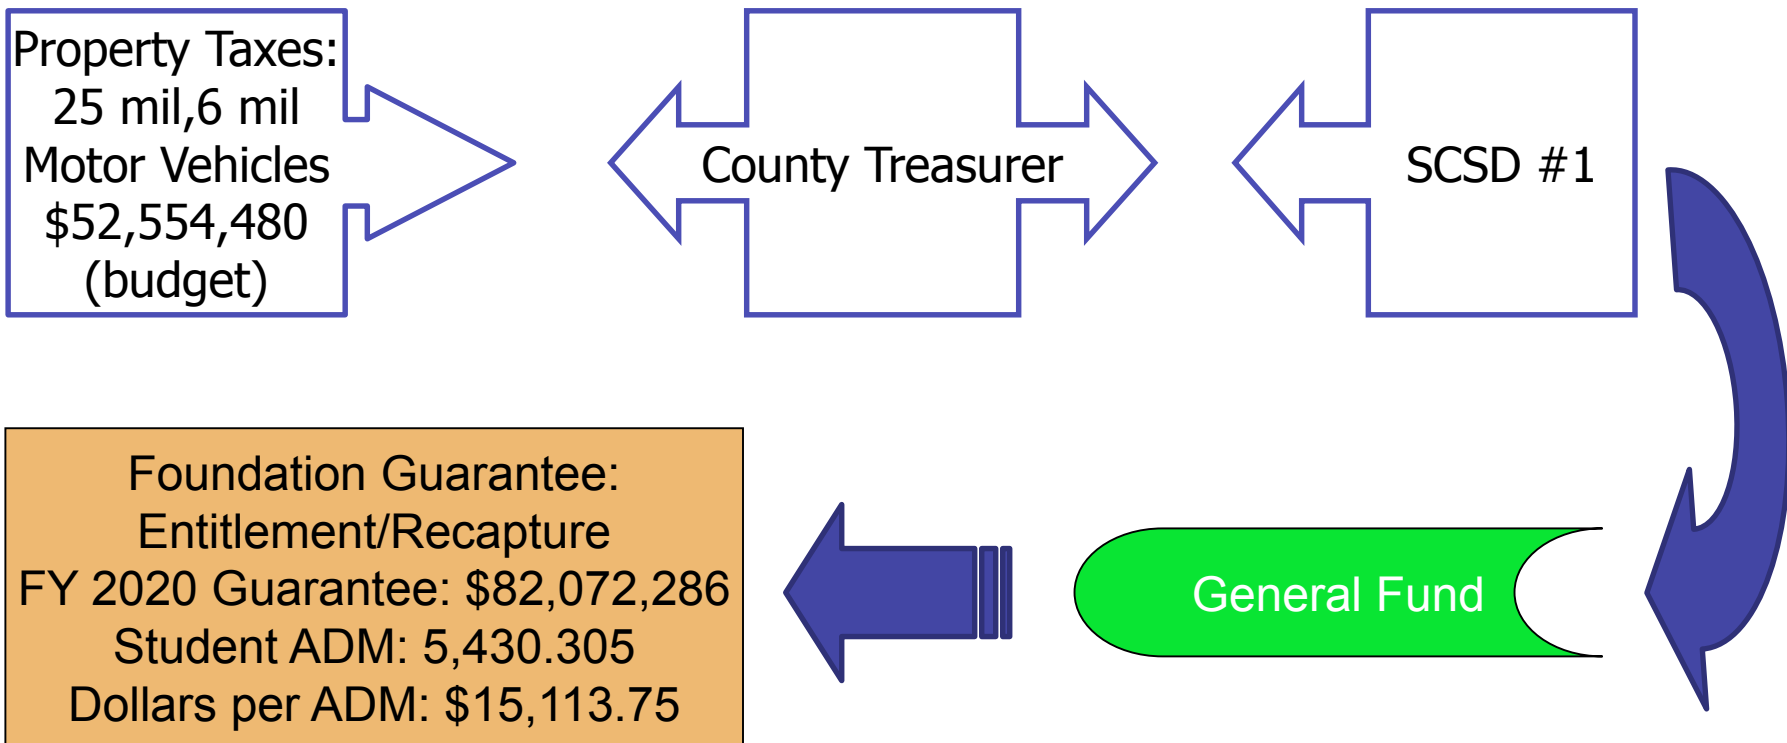 Property Taxes:
25 mil,6 mil
Motor Vehicles
$52,554,480
(budget)
County Treasurer
SCSD #1
Foundation Guarantee:
Entitlement/Recapture
FY 2020 Guarantee: $82,072,286
Student ADM: 5,430.305
Dollars per ADM: $15,113.75
General Fund